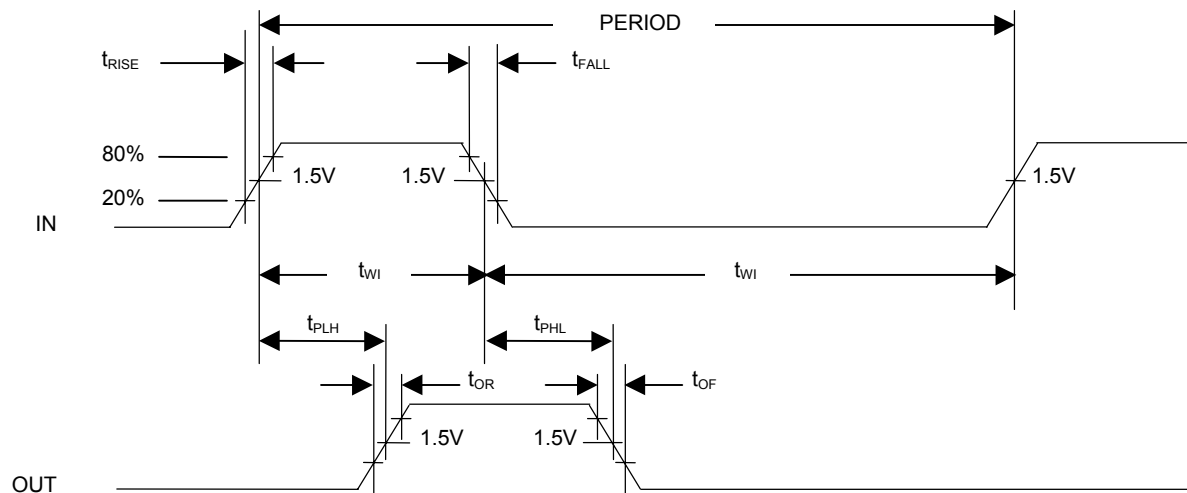 PERIOD
tRISE
tFALL
80%
1.5V
1.5V
1.5V
20%
IN
tWI
tWI
tPLH
tPHL
tOR
tOF
1.5V
1.5V
OUT